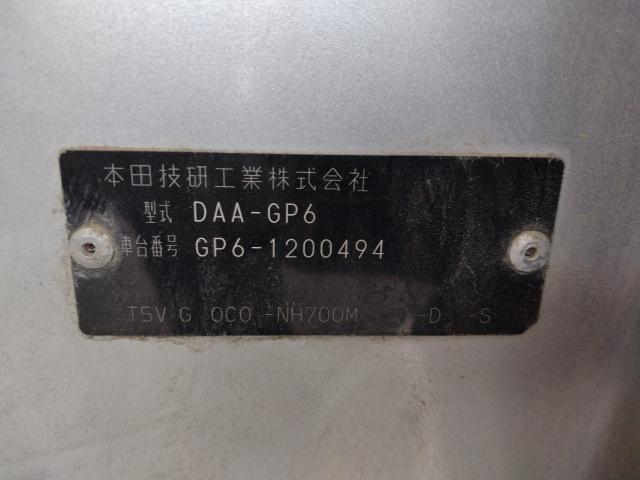 本田技研工業株式会社
型式 DAA-GP6
車台番号 GP6-1200494
T5V G 0C0 -NH700M -D -S